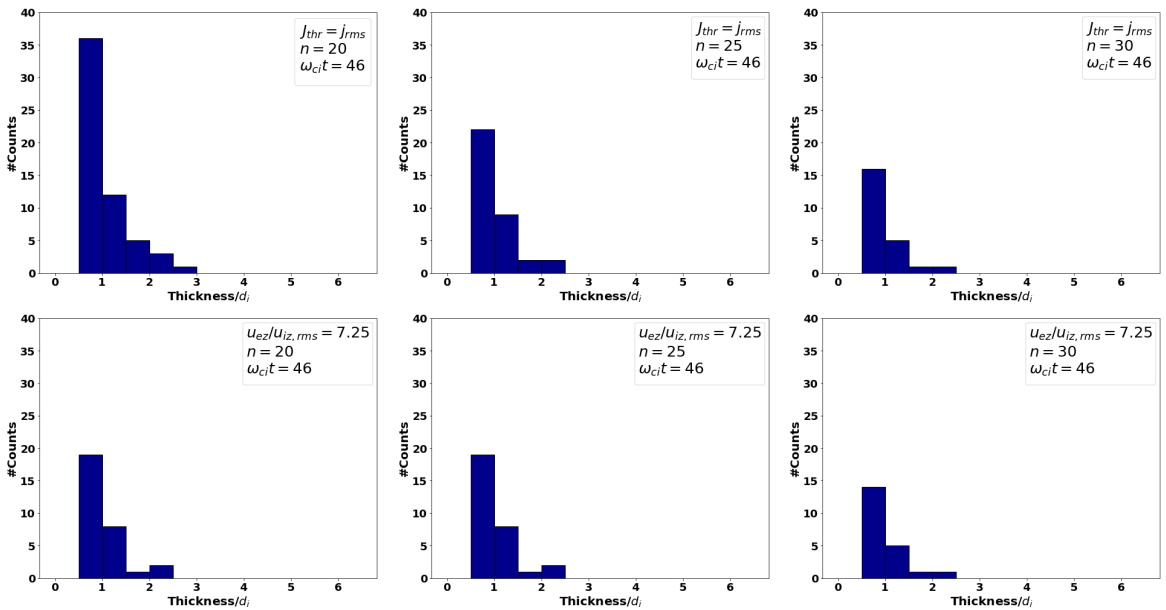 40
35
30
25
20
15
10
5
0
#Counts
0 1 2 3 4 5 6
Thickness/d_i
J_thr = j_rms
n = 20
ω_ci t = 46
40
35
30
25
20
15
10
5
0
#Counts
0 1 2 3 4 5 6
Thickness/d_i
J_thr = j_rms
n = 25
ω_ci t = 46
40
35
30
25
20
15
10
5
0
#Counts
0 1 2 3 4 5 6
Thickness/d_i
J_thr = j_rms
n = 30
ω_ci t = 46
40
35
30
25
20
15
10
5
0
#Counts
0 1 2 3 4 5 6
Thickness/d_i
u_ez/u_iz,rms = 7.25
n = 20
ω_ci t = 46
40
35
30
25
20
15
10
5
0
#Counts
0 1 2 3 4 5 6
Thickness/d_i
u_ez/u_iz,rms = 7.25
n = 25
ω_ci t = 46
40
35
30
25
20
15
10
5
0
#Counts
0 1 2 3 4 5 6
Thickness/d_i
u_ez/u_iz,rms = 7.25
n = 30
ω_ci t = 46